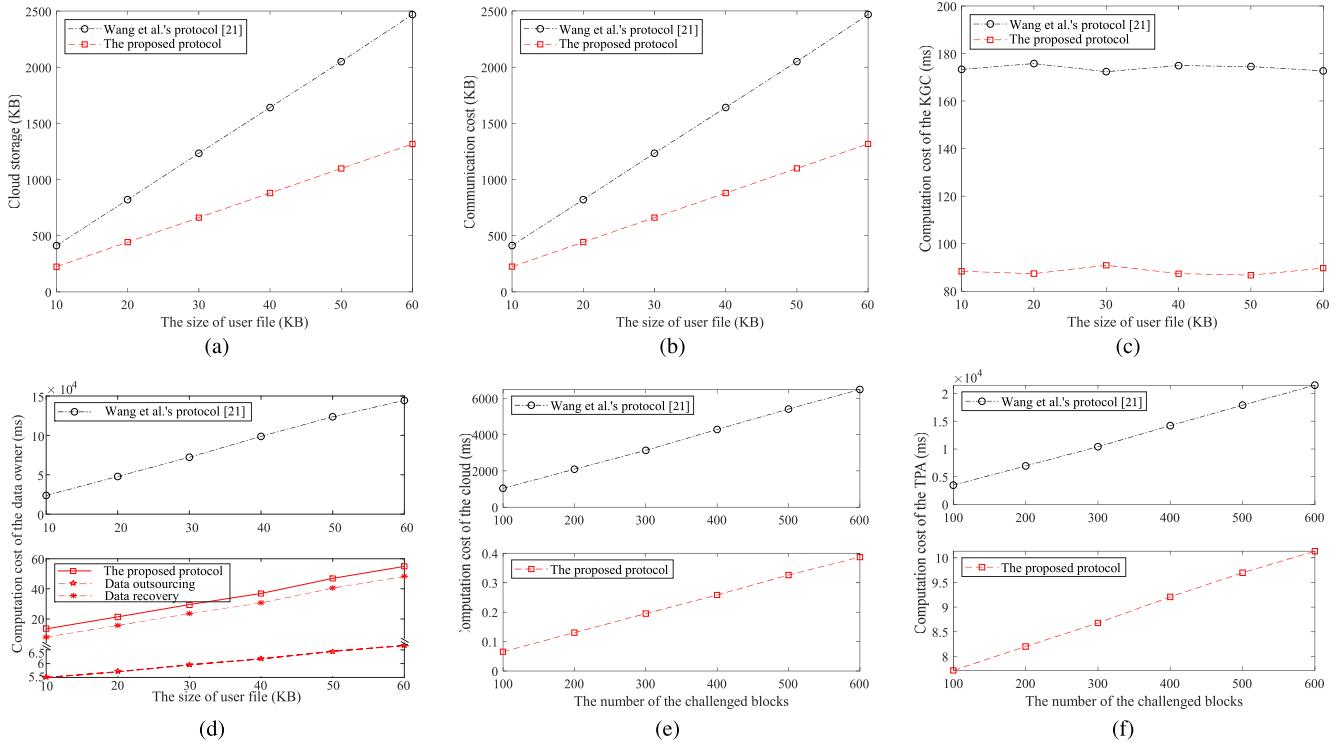 Wang et al.'s protocol [21]
The proposed protocol
Cloud storage (KB)
2500
2000
1500
1000
500
0
10 20 30 40 50 60
The size of user file (KB)
(a)
Wang et al.'s protocol [21]
The proposed protocol
Communication cost (KB)
2500
2000
1500
1000
500
0
10 20 30 40 50 60
The size of user file (KB)
(b)
Wang et al.'s protocol [21]
The proposed protocol
Computation cost of the KGC (ms)
200
180
160
140
120
100
80
10 20 30 40 50 60
The size of user file (KB)
(c)
× 10⁴
Wang et al.'s protocol [21]
Computation cost of the data owner (ms)
15
10
5
0
10 20 30 40 50 60
The proposed protocol
Data outsourcing
Data recovery
60
40
20
6.5
6
5.5
10 20 30 40 50 60
The size of user file (KB)
(d)
Wang et al.'s protocol [21]
Computation cost of the cloud (ms)
6000
4000
2000
0
100 200 300 400 500 600
The proposed protocol
0.4
0.3
0.2
0.1
0
100 200 300 400 500 600
The number of the challenged blocks
(e)
× 10⁴
Wang et al.'s protocol [21]
Computation cost of the TPA (ms)
2
1.5
1
0.5
0
100 200 300 400 500 600
The proposed protocol
10
9.5
9
8.5
8
7
100 200 300 400 500 600
The number of the challenged blocks
(f)